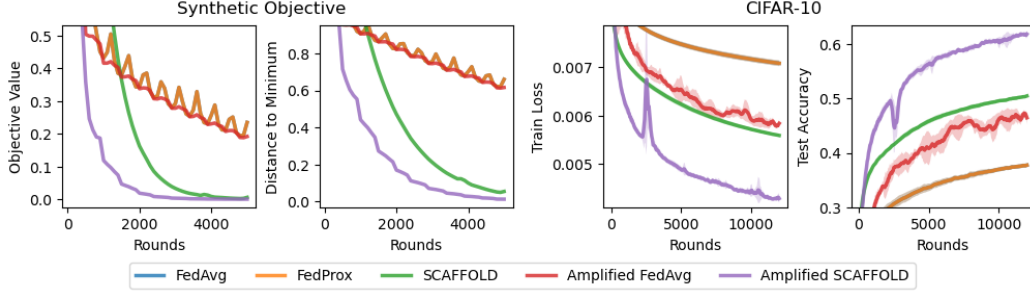 Synthetic Objective
CIFAR-10
Objective Value
0.5
0.4
0.3
0.2
0.1
0.0
0 2000 4000
Rounds
Distance to Minimum
1.0
0.8
0.6
0.4
0.2
0.0
0 2000 4000
Rounds
Train Loss
0.007
0.006
0.005
0 5000 10000
Rounds
Test Accuracy
0.6
0.5
0.4
0.3
0 5000 10000
Rounds
FedAvg FedProx SCAFFOLD Amplified FedAvg Amplified SCAFFOLD